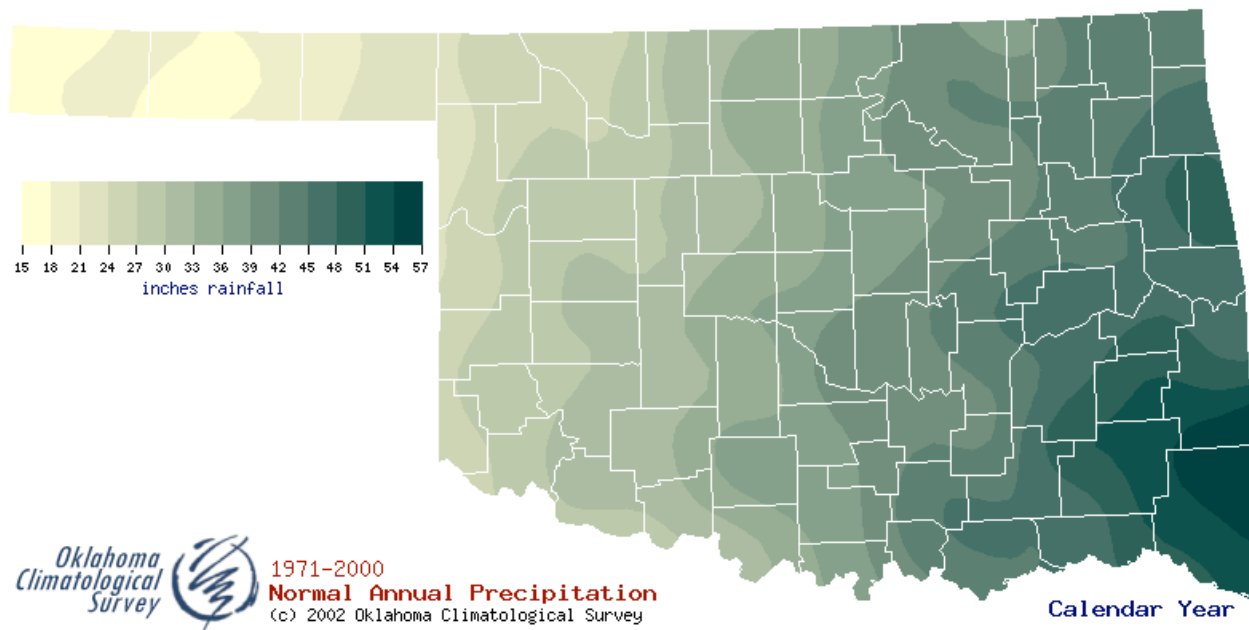 15 18 21 24 27 30 33 36 39 42 45 48 51 54 57
inches rainfall
Oklahoma
Climatological
Survey
1971-2000
Normal Annual Precipitation
(c) 2002 Oklahoma Climatological Survey
Calendar Year